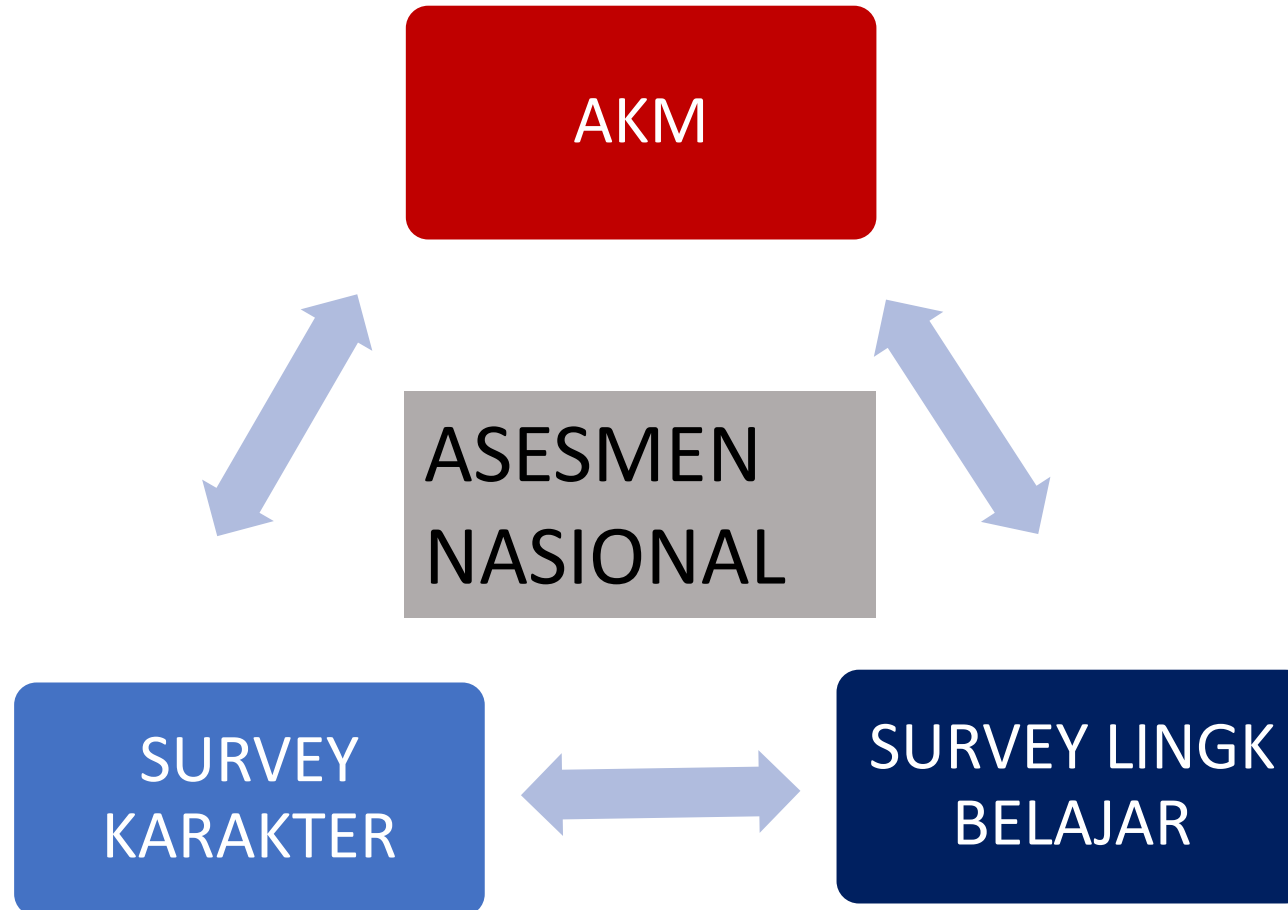 AKM
ASESMEN
NASIONAL
SURVEY
KARAKTER
SURVEY LINGK
BELAJAR